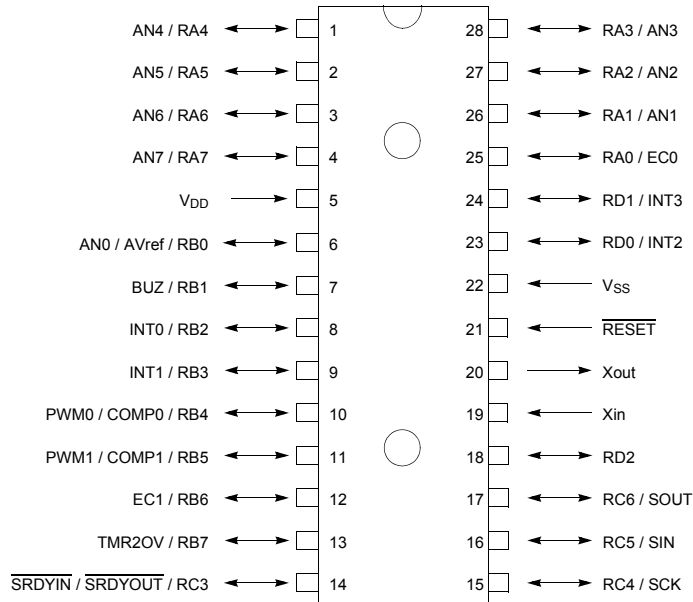 AN4 / RA4 1 28 RA3 / AN3
AN5 / RA5 2 27 RA2 / AN2
AN6 / RA6 3 26 RA1 / AN1
AN7 / RA7 4 25 RA0 / EC0
VDD 5 24 RD1 / INT3
AN0 / AVref / RB0 6 23 RD0 / INT2
BUZ / RB1 7 22 VSS
INT0 / RB2 8 21 RESET
INT1 / RB3 9 20 Xout
PWM0 / COMP0 / RB4 10 19 Xin
PWM1 / COMP1 / RB5 11 18 RD2
EC1 / RB6 12 17 RC6 / SOUT
TMR2OV / RB7 13 16 RC5 / SIN
SRDYIN / SRDYOUT / RC3 14 15 RC4 / SCK